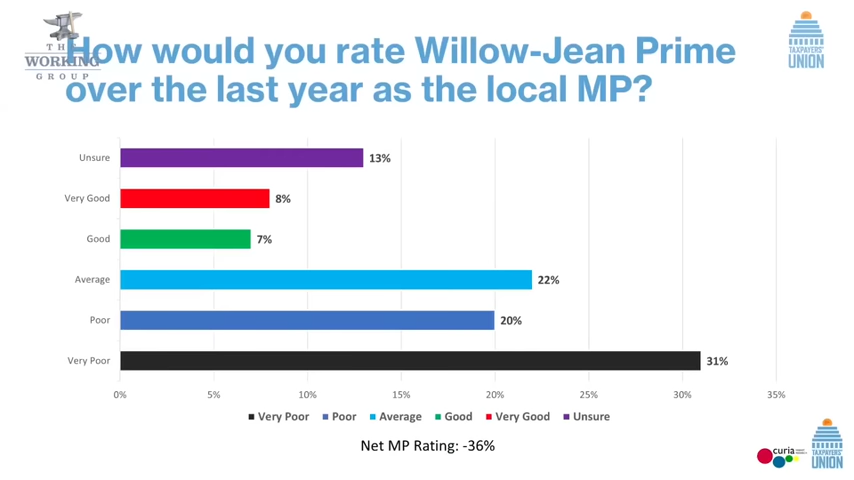 THE
WORKING
GROUP
How would you rate Willow-Jean Prime
over the last year as the local MP?
TAXPAYERS'
UNION
Unsure
13%
Very Good
8%
Good
7%
Average
22%
Poor
20%
Very Poor
31%
0%
5%
10%
15%
20%
25%
30%
35%
Very Poor
Poor
Average
Good
Very Good
Unsure
Net MP Rating: -36%
curia
TAXPAYERS'
UNION